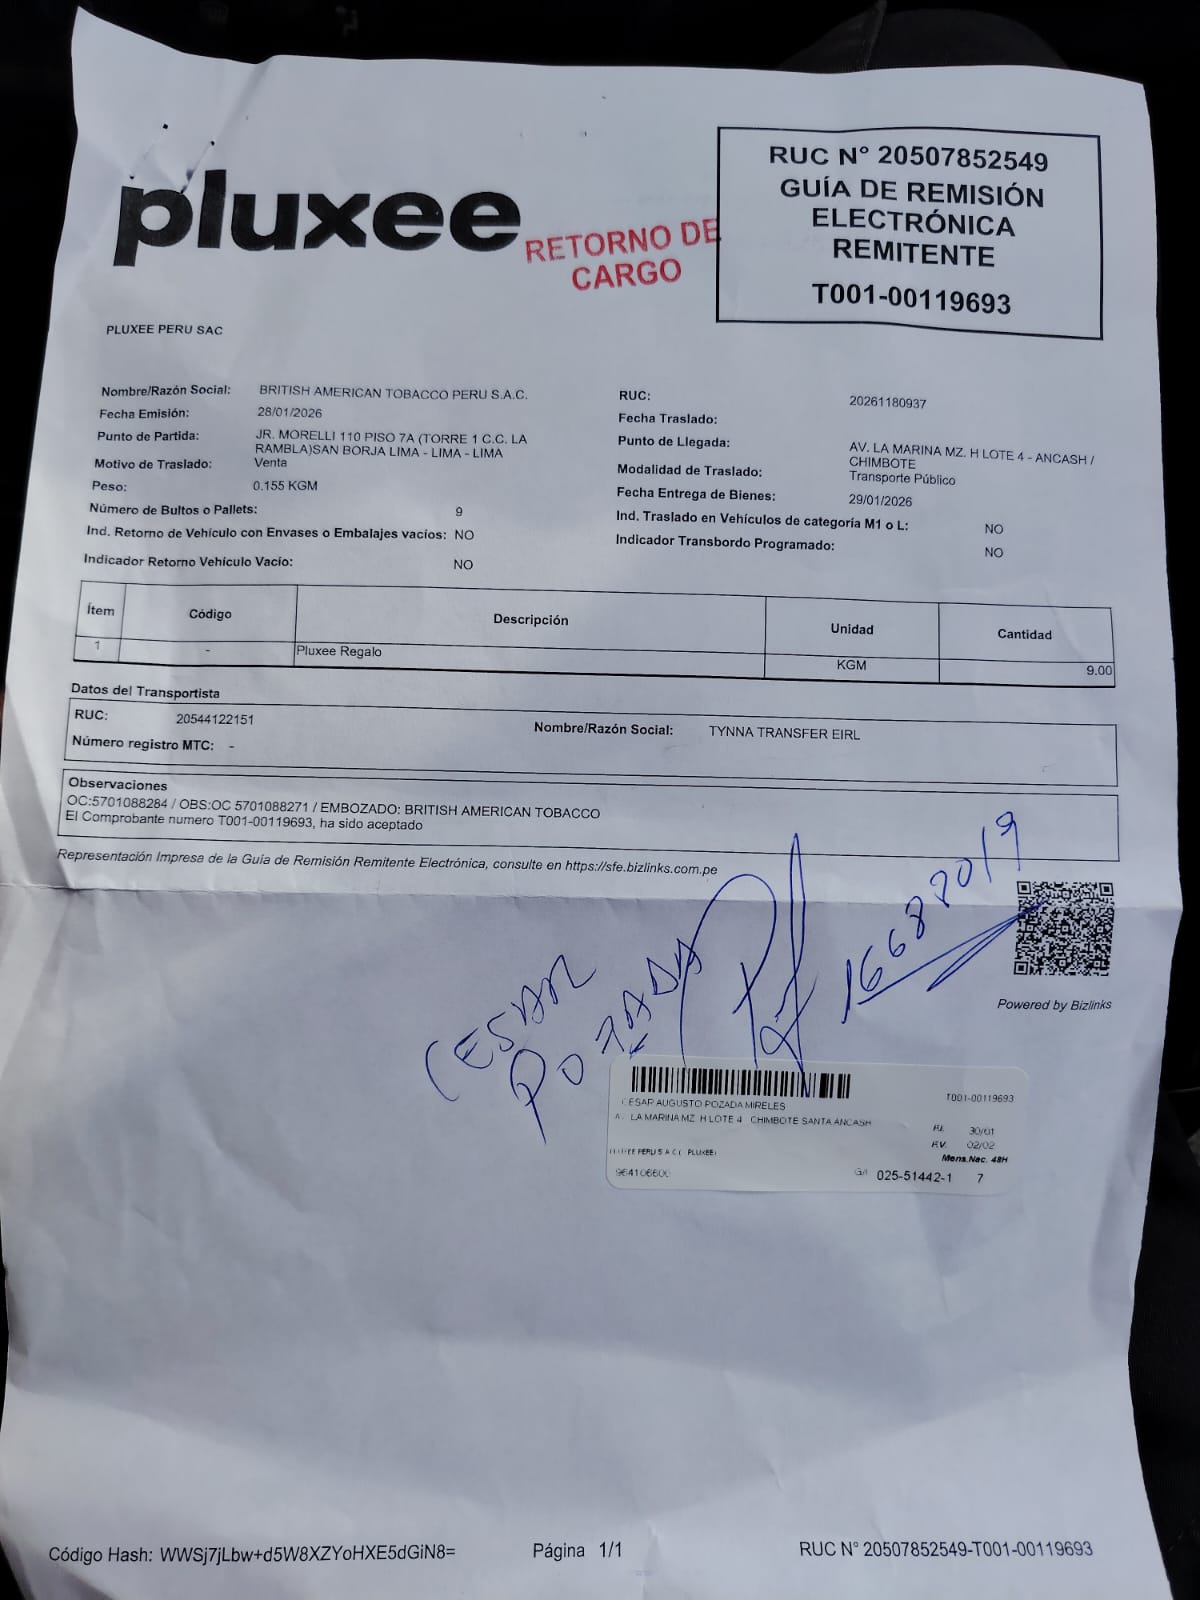 pluxee
RETORNO DE
CARGO
RUC N° 20507852549
GUÍA DE REMISIÓN
ELECTRÓNICA
REMITENTE
T001-00119693
PLUXEE PERU SAC
Nombre/Razón Social: BRITISH AMERICAN TOBACCO PERU S.A.C.
Fecha Emisión: 28/01/2026
Punto de Partida: JR. MORELLI 110 PISO 7A (TORRE 1 C.C. LA
RAMBLA)SAN BORJA LIMA - LIMA - LIMA
Motivo de Traslado: Venta
Peso: 0.155 KGM
Número de Bultos o Pallets: 9
Ind. Retorno de Vehículo con Envases o Embalajes vacíos: NO
Indicador Retorno Vehículo Vacío: NO
RUC: 20261180937
Fecha Traslado:
Punto de Llegada: AV. LA MARINA MZ. H LOTE 4 - ANCASH /
CHIMBOTE
Modalidad de Traslado: Transporte Público
Fecha Entrega de Bienes: 29/01/2026
Ind. Traslado en Vehículos de categoría M1 o L: NO
Indicador Transbordo Programado: NO
Ítem Código Descripción Unidad Cantidad
1 - Pluxee Regalo KGM 9.00
Datos del Transportista
RUC: 20544122151 Nombre/Razón Social: TYNNA TRANSFER EIRL
Número registro MTC: -
Observaciones
OC:5701088284 / OBS:OC 5701088271 / EMBOZADO: BRITISH AMERICAN TOBACCO
El Comprobante numero T001-00119693, ha sido aceptado
Representación Impresa de la Guía de Remisión Remitente Electrónica, consulte en https://sfe.bizlinks.com.pe
Powered by Bizlinks
CESAR
POZADA
T001-00119693
CESAR AUGUSTO POZADA MIRELES
LA MARINA MZ H LOTE 4 CHIMBOTE SANTA ANCASH
30/01
F.V. 02/02
Mens.Nac. 48H
PERU S A C ( PLUXEE)
G/I 025-51442-1 7
Código Hash: WWSj7jLbw+d5W8XZYoHXE5dGiN8=
Página 1/1
RUC N° 20507852549-T001-00119693